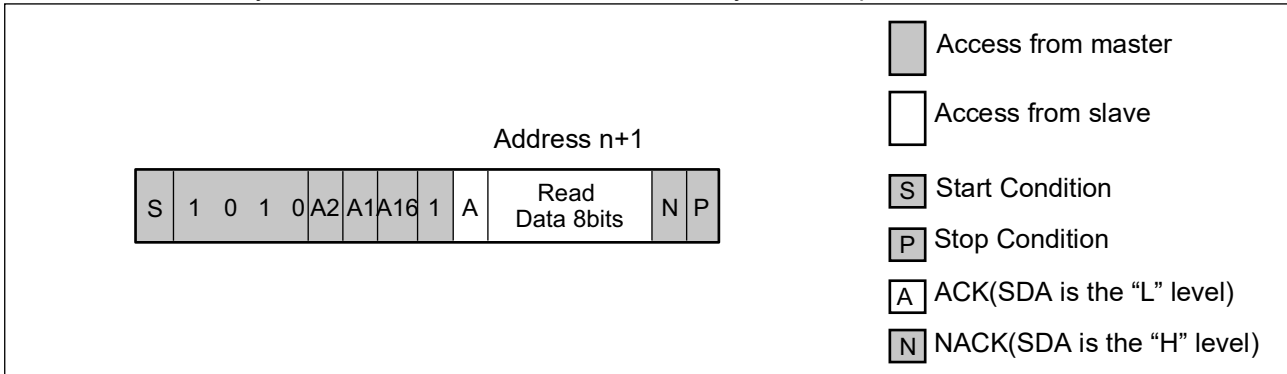 Address n+1
S 1 0 1 0 A2 A1 A16 1 A Read Data 8bits N P
Access from master
Access from slave
S Start Condition
P Stop Condition
A ACK(SDA is the “L” level)
N NACK(SDA is the “H” level)